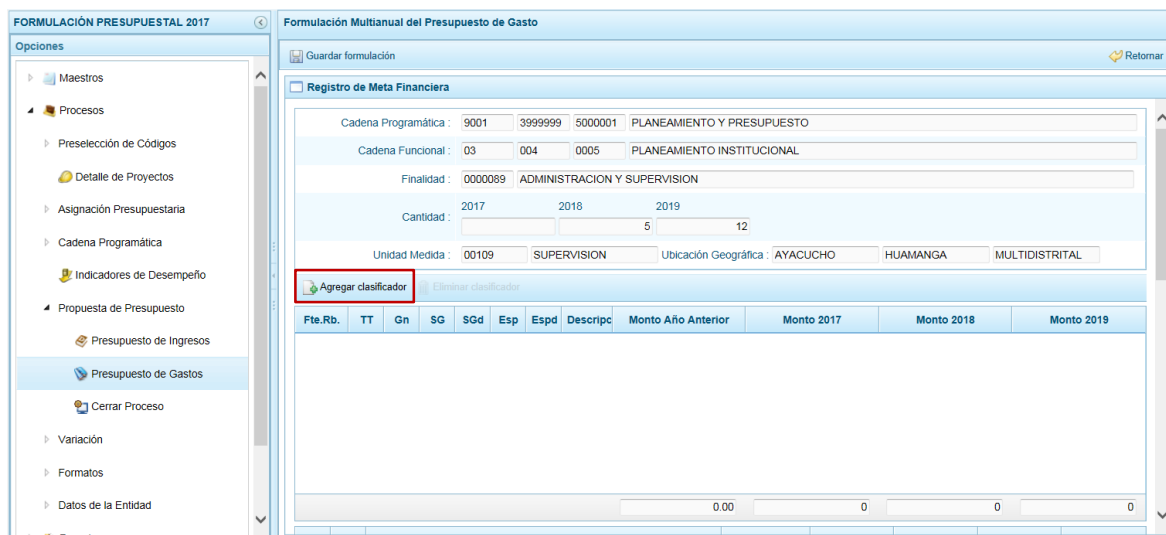 FORMULACIÓN PRESUPUESTAL 2017
Opciones
Maestros
Procesos
Preselección de Códigos
Detalle de Proyectos
Asignación Presupuestaria
Cadena Programática
Indicadores de Desempeño
Propuesta de Presupuesto
Presupuesto de Ingresos
Presupuesto de Gastos
Cerrar Proceso
Variación
Formatos
Datos de la Entidad
Formulación Multianual del Presupuesto de Gasto
Guardar formulación Retornar
Registro de Meta Financiera
Cadena Programática : 9001 3999999 5000001 PLANEAMIENTO Y PRESUPUESTO
Cadena Funcional : 03 004 0005 PLANEAMIENTO INSTITUCIONAL
Finalidad : 0000089 ADMINISTRACION Y SUPERVISION
2017 2018 2019
Cantidad : 5 12
Unidad Medida : 00109 SUPERVISION Ubicación Geográfica : AYACUCHO HUAMANGA MULTIDISTRITAL
Agregar clasificador Eliminar clasificador
Fte.Rb. TT Gn SG SGd Esp Espd Descripc Monto Año Anterior Monto 2017 Monto 2018 Monto 2019
0.00 0 0 0